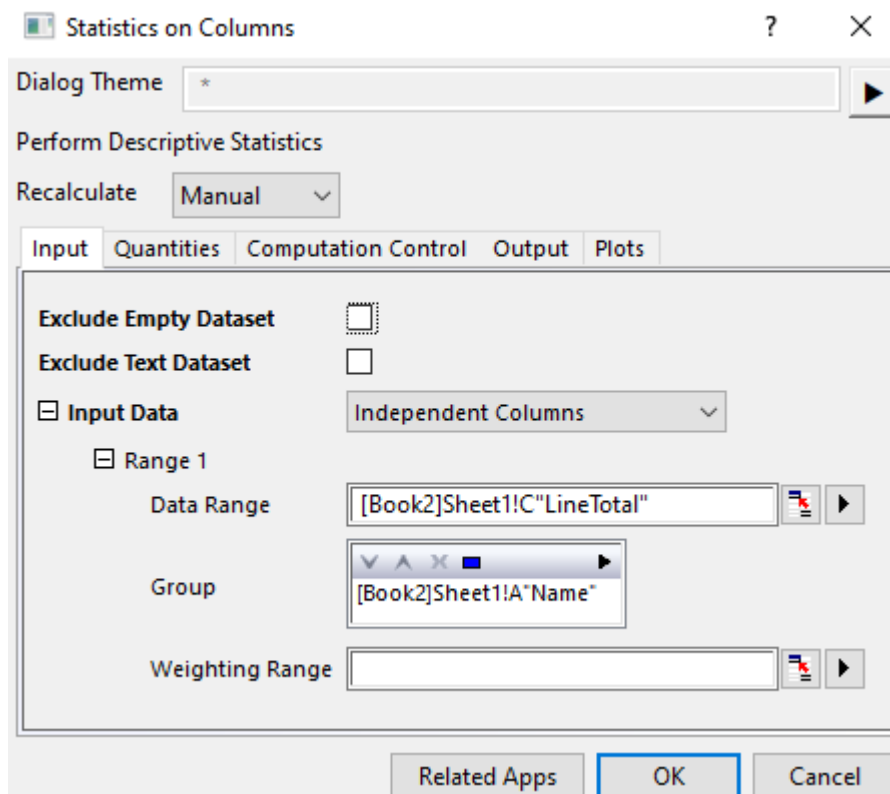 Statistics on Columns ?
Dialog Theme *
Perform Descriptive Statistics
Recalculate Manual
Input Quantities Computation Control Output Plots
Exclude Empty Dataset
Exclude Text Dataset
Input Data Independent Columns
Range 1
Data Range [Book2]Sheet1!C"LineTotal"
Group [Book2]Sheet1!A"Name"
Weighting Range
Related Apps OK Cancel